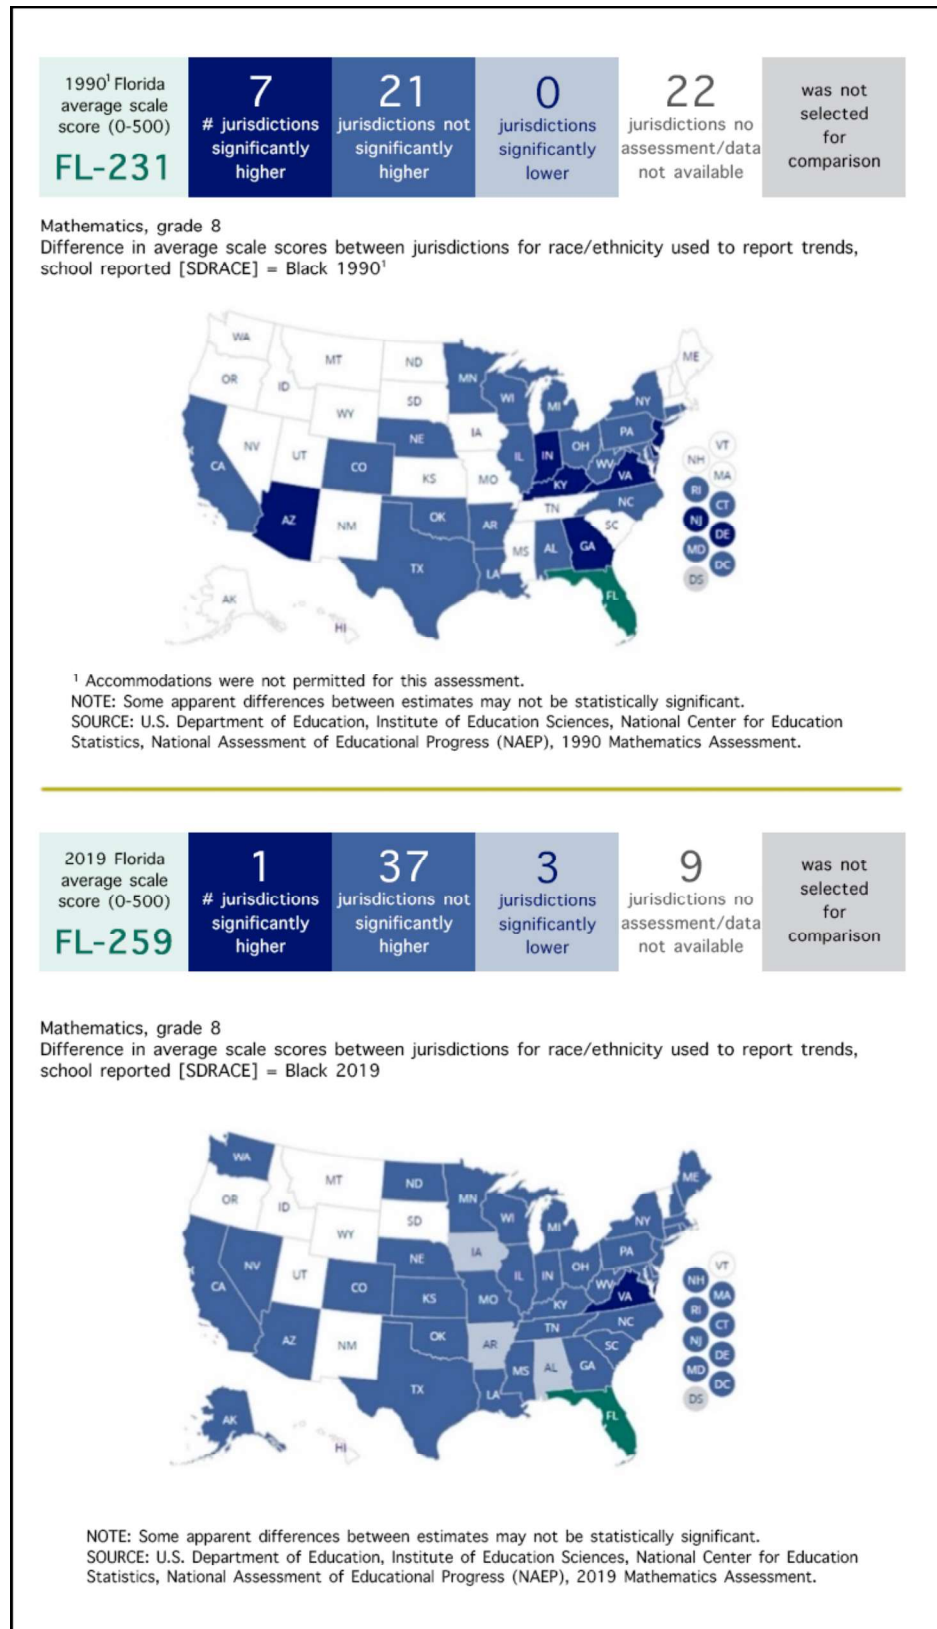 1990¹ Florida
average scale
score (0-500)
FL-231
7
# jurisdictions
significantly
higher
21
jurisdictions not
significantly
higher
0
jurisdictions
significantly
lower
22
jurisdictions no
assessment/data
not available
was not
selected
for
comparison
Mathematics, grade 8
Difference in average scale scores between jurisdictions for race/ethnicity used to report trends,
school reported [SDRACE] = Black 1990¹
WA
MT
ND
ME
OR
ID
MN
SD
WI
MI
NY
WY
IA
PA
NE
NV
UT
IL
IN
OH
CA
CO
KS
MO
WV
VA
KY
NC
TN
AZ
NM
OK
AR
SC
MS
AL
GA
TX
LA
FL
AK
HI
VT
NH
MA
RI
CT
NJ
DE
MD
DC
DS
¹ Accommodations were not permitted for this assessment.
NOTE: Some apparent differences between estimates may not be statistically significant.
SOURCE: U.S. Department of Education, Institute of Education Sciences, National Center for Education
Statistics, National Assessment of Educational Progress (NAEP), 1990 Mathematics Assessment.
2019 Florida
average scale
score (0-500)
FL-259
1
# jurisdictions
significantly
higher
37
jurisdictions not
significantly
higher
3
jurisdictions
significantly
lower
9
jurisdictions no
assessment/data
not available
was not
selected
for
comparison
Mathematics, grade 8
Difference in average scale scores between jurisdictions for race/ethnicity used to report trends,
school reported [SDRACE] = Black 2019
WA
MT
ND
ME
OR
ID
MN
SD
WI
MI
NY
WY
IA
PA
NE
NV
UT
IL
IN
OH
CA
CO
KS
MO
WV
VA
KY
NC
TN
AZ
NM
OK
AR
SC
MS
AL
GA
TX
LA
FL
AK
HI
VT
NH
MA
RI
CT
NJ
DE
MD
DC
DS
NOTE: Some apparent differences between estimates may not be statistically significant.
SOURCE: U.S. Department of Education, Institute of Education Sciences, National Center for Education
Statistics, National Assessment of Educational Progress (NAEP), 2019 Mathematics Assessment.